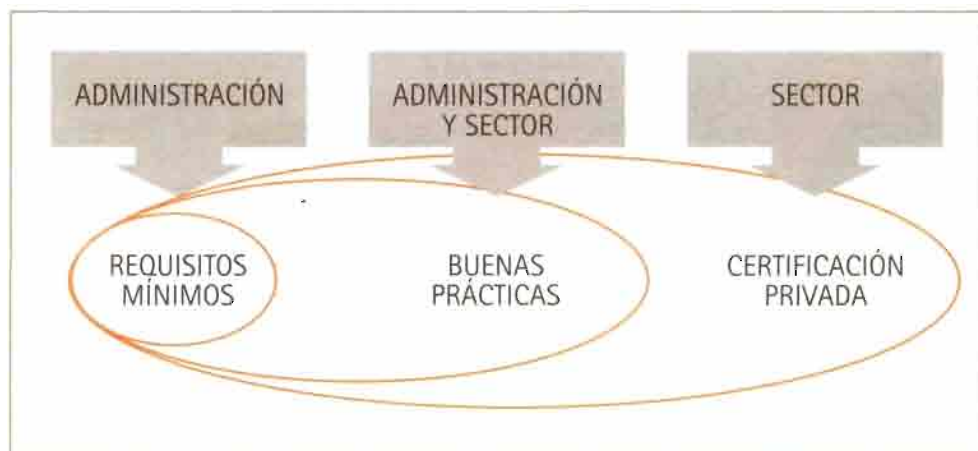 ADMINISTRACIÓN
ADMINISTRACIÓN
Y SECTOR
SECTOR
REQUISITOS
MÍNIMOS
BUENAS
PRÁCTICAS
CERTIFICACIÓN
PRIVADA